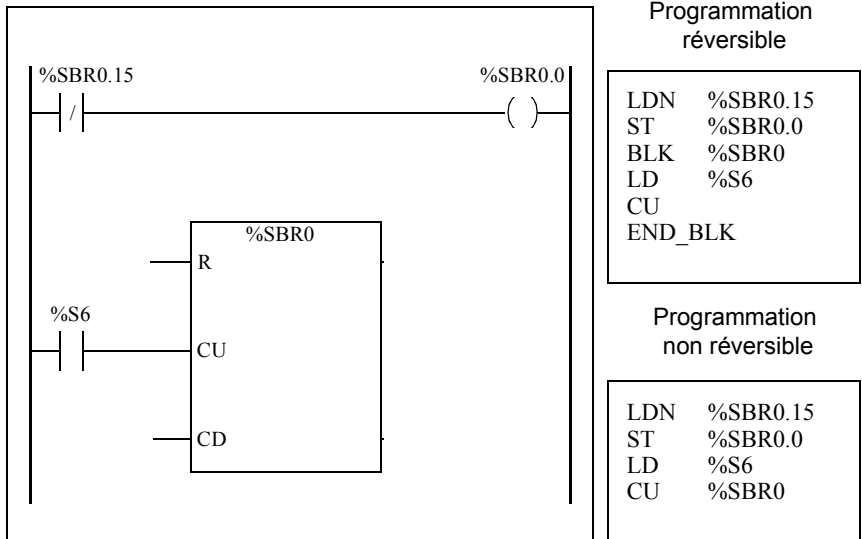 %SBR0.15 %SBR0.0
/ ( )
%SBR0
R
%S6
CU
CD
Programmation
réversible
LDN %SBR0.15
ST %SBR0.0
BLK %SBR0
LD %S6
CU
END_BLK
Programmation
non réversible
LDN %SBR0.15
ST %SBR0.0
LD %S6
CU %SBR0